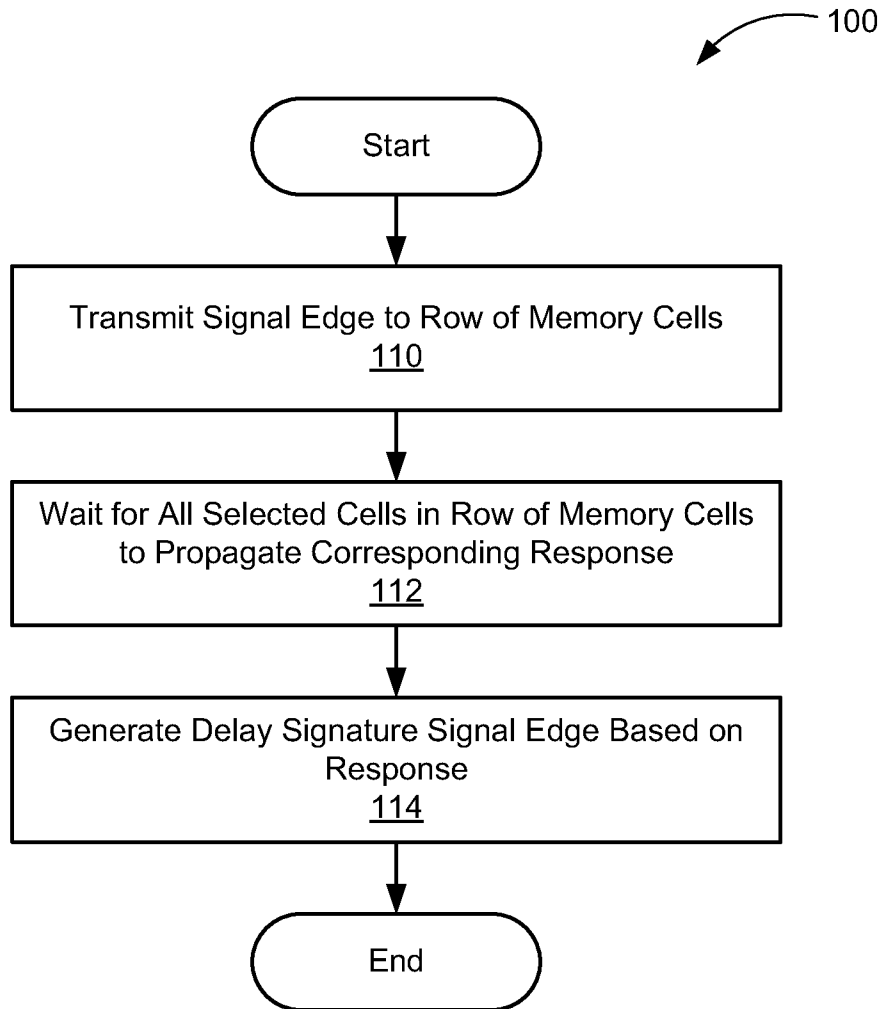 100
Start
Transmit Signal Edge to Row of Memory Cells
110
Wait for All Selected Cells in Row of Memory Cells
to Propagate Corresponding Response
112
Generate Delay Signature Signal Edge Based on
Response
114
End